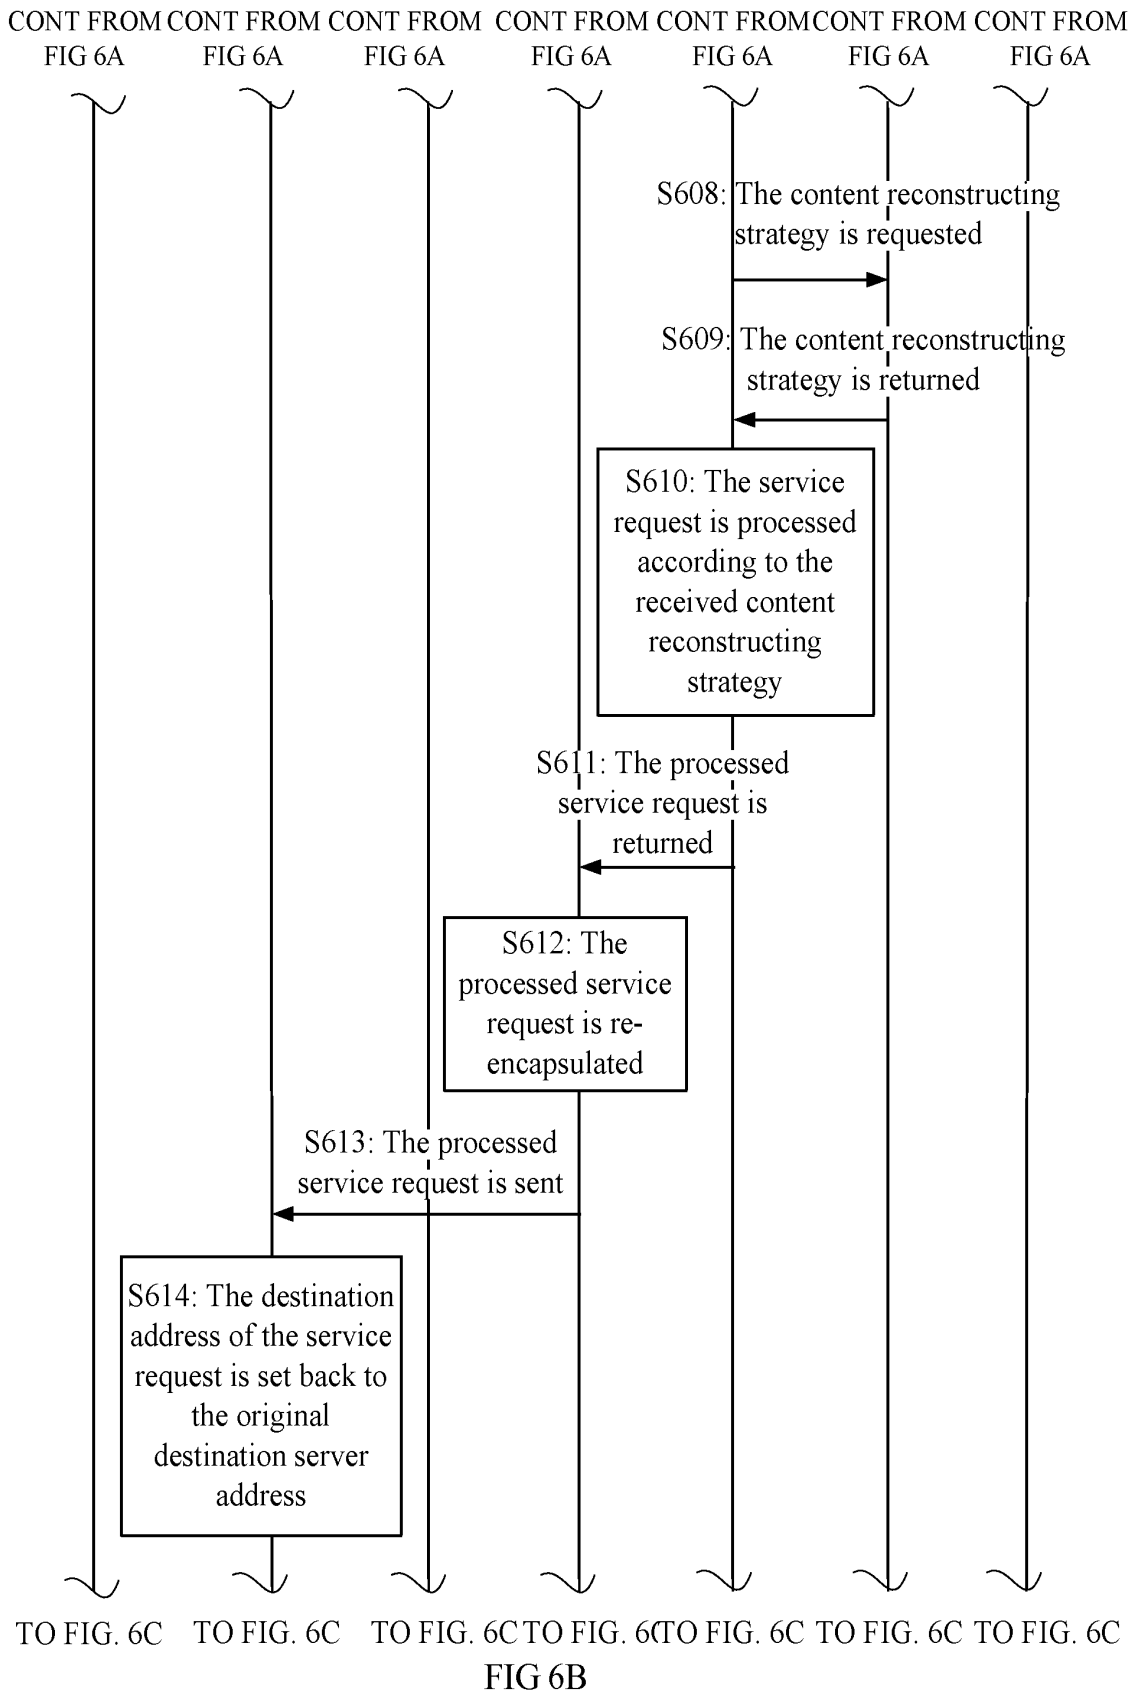 CONT FROM CONT FROM CONT FROM CONT FROM CONT FROM CONT FROM CONT FROM
FIG 6A FIG 6A FIG 6A FIG 6A FIG 6A FIG 6A FIG 6A
S608: The content reconstructing
strategy is requested
S609: The content reconstructing
strategy is returned
S610: The service
request is processed
according to the
received content
reconstructing
strategy
S611: The processed
service request is
returned
S612: The
processed service
request is re-
encapsulated
S613: The processed
service request is sent
S614: The destination
address of the service
request is set back to
the original
destination server
address
TO FIG. 6C TO FIG. 6C TO FIG. 6C TO FIG. 6C TO FIG. 6C TO FIG. 6C TO FIG. 6C
FIG 6B